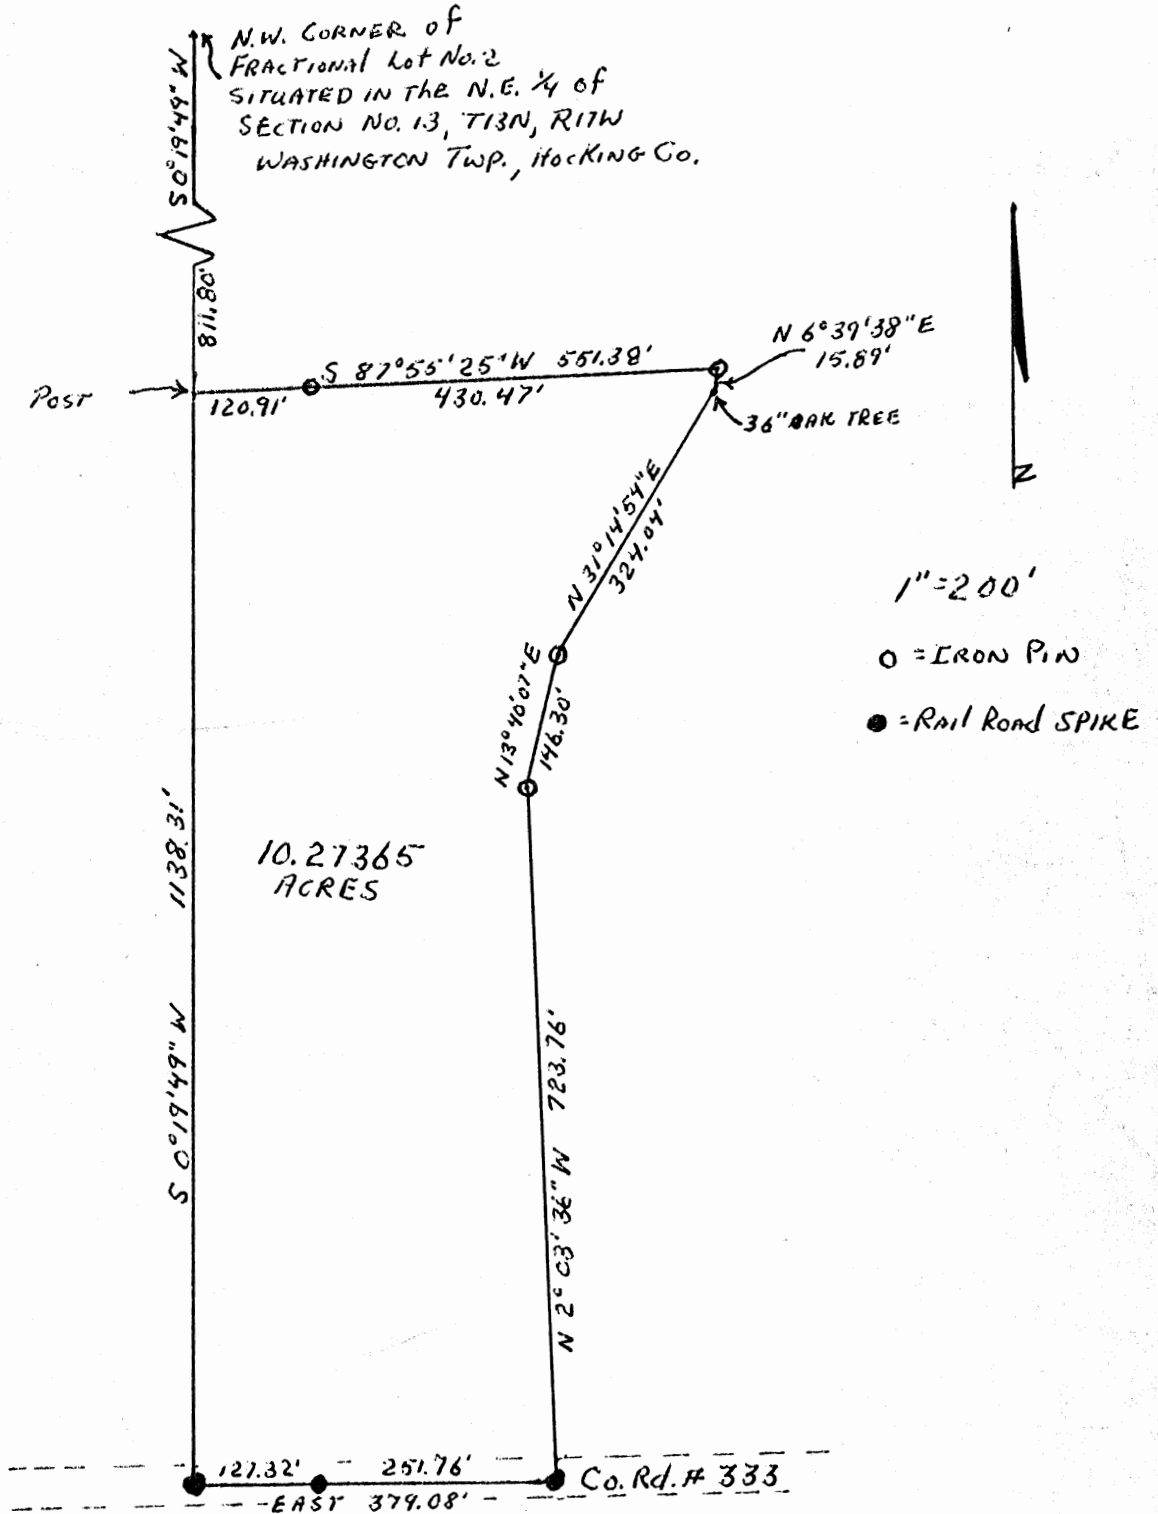 N.W. CORNER of
FRACTIONAL Lot No. 2
SITUATED IN the N.E. 1/4 of
SECTION NO. 13, T13N, R17W
WASHINGTON TWP., HOCKING Co.
S 0°19'49" W
811.80'
N 6°39'38"E
15.89'
S 87°55'25"W 551.38'
Post
120.91'
430.47'
36" OAK TREE
N
N 31°14'54"E
324.04'
1"=200'
O = IRON PIN
N 13°40'07"E
146.30'
● = Rail Road SPIKE
S 0°19'49" W 1138.31'
10.27365
ACRES
N 2°03'36" W 723.76'
127.32' 251.76'
Co. Rd. # 333
EAST 379.08'